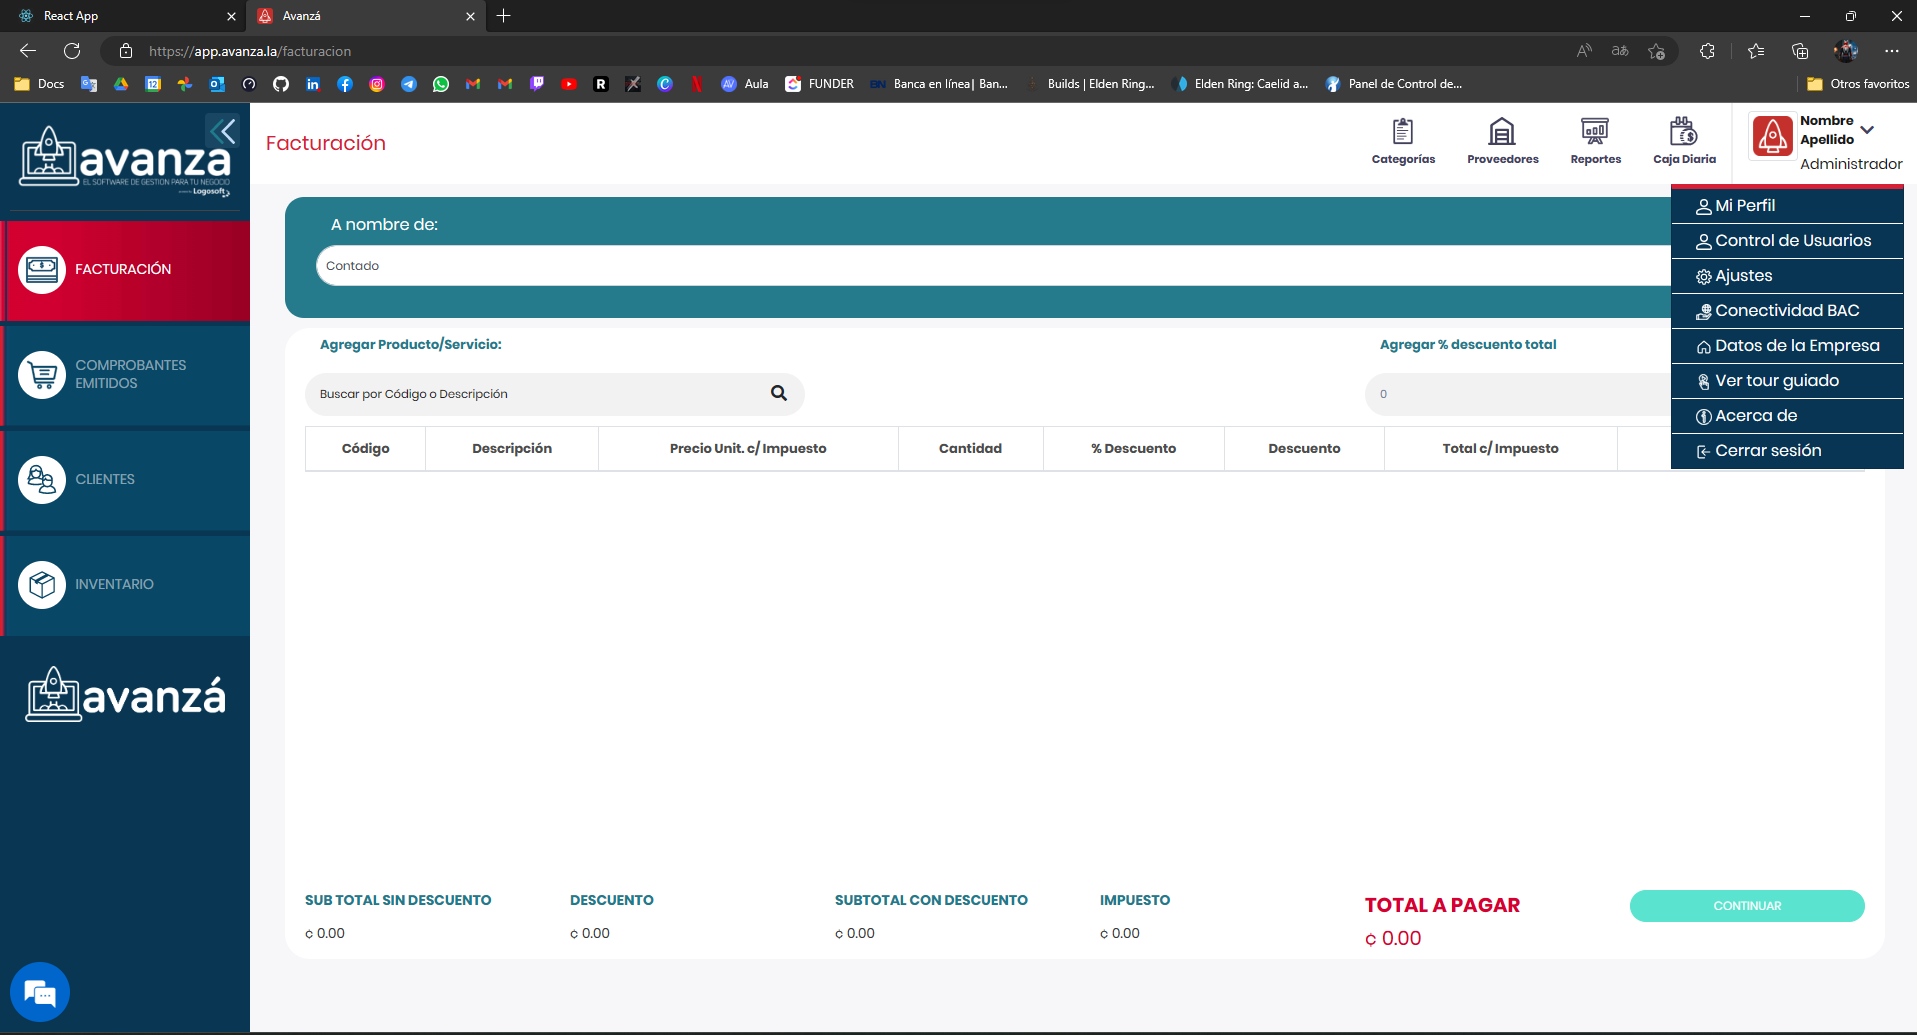 React App
Avanzá
https://app.avanza.la/facturacion
Docs
Aula
FUNDER
Banca en línea| Ban...
Builds | Elden Ring...
Elden Ring: Caelid a...
Panel de Control de...
Otros favoritos
avanza
EL SOFTWARE DE GESTION PARA TU NEGOCIO
Logosoft
Facturación
Categorías
Proveedores
Reportes
Caja Diaria
Nombre
Apellido
Administrador
Mi Perfil
Control de Usuarios
Ajustes
Conectividad BAC
Datos de la Empresa
Ver tour guiado
Acerca de
Cerrar sesión
FACTURACIÓN
COMPROBANTES
EMITIDOS
CLIENTES
INVENTARIO
avanzá
A nombre de:
Contado
Agregar Producto/Servicio:
Agregar % descuento total
Buscar por Código o Descripción
0
Código
Descripción
Precio Unit. c/ Impuesto
Cantidad
% Descuento
Descuento
Total c/ Impuesto
SUB TOTAL SIN DESCUENTO
₡ 0.00
DESCUENTO
₡ 0.00
SUBTOTAL CON DESCUENTO
₡ 0.00
IMPUESTO
₡ 0.00
TOTAL A PAGAR
₡ 0.00
CONTINUAR